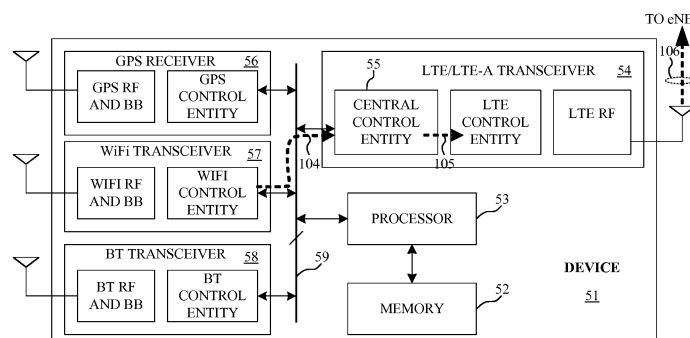 TO eNB
GPS RECEIVER
56
GPS RF
AND BB
GPS
CONTROL
ENTITY
55
LTE/LTE-A TRANSCEIVER
54
106
CENTRAL
CONTROL
ENTITY
LTE
CONTROL
ENTITY
LTE RF
WiFi TRANSCEIVER
57
104
105
WIFI RF
AND BB
WIFI
CONTROL
ENTITY
PROCESSOR
53
BT TRANSCEIVER
58
59
BT RF
AND BB
BT
CONTROL
ENTITY
MEMORY
52
DEVICE
51